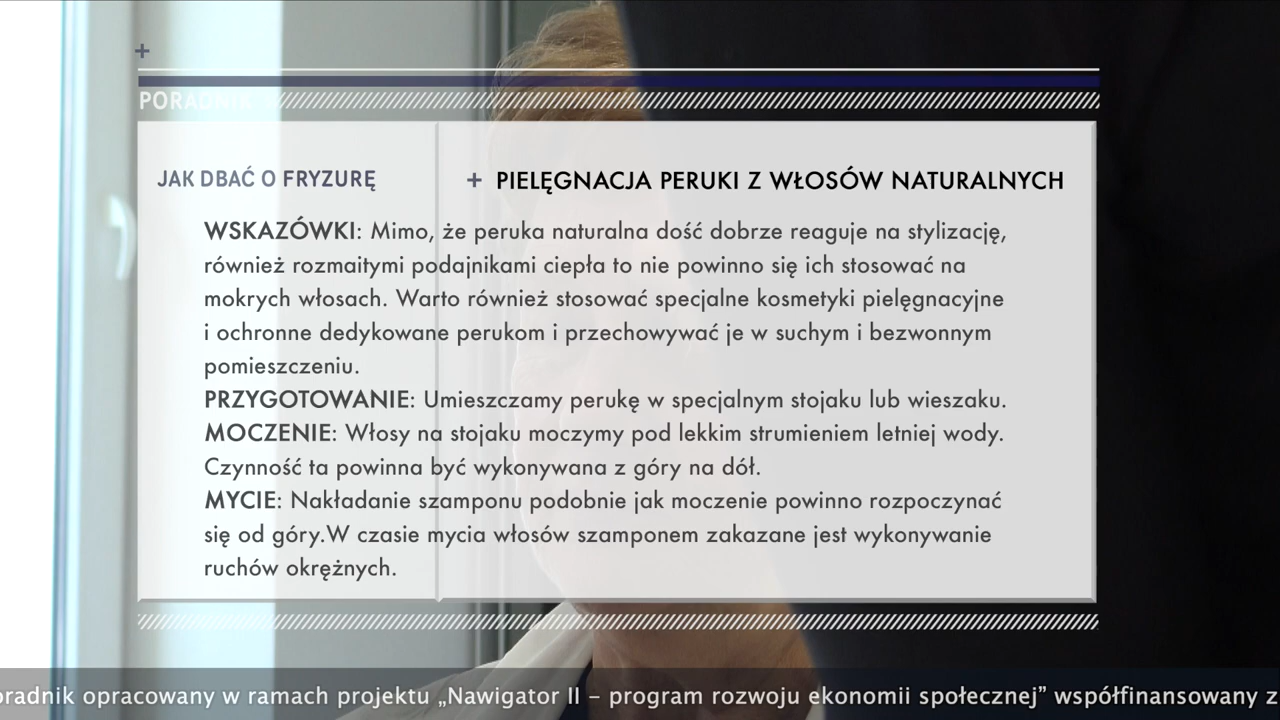 +
PORADNIK
JAK DBAĆ O FRYZURĘ
+ PIELĘGNACJA PERUKI Z WŁOSÓW NATURALNYCH
WSKAZÓWKI: Mimo, że peruka naturalna dość dobrze reaguje na stylizację,
również rozmaitymi podajnikami ciepła to nie powinno się ich stosować na
mokrych włosach. Warto również stosować specjalne kosmetyki pielęgnacyjne
i ochronne dedykowane perukom i przechowywać je w suchym i bezwonnym
pomieszczeniu.
PRZYGOTOWANIE: Umieszczamy perukę w specjalnym stojaku lub wieszaku.
MOCZENIE: Włosy na stojaku moczymy pod lekkim strumieniem letniej wody.
Czynność ta powinna być wykonywana z góry na dół.
MYCIE: Nakładanie szamponu podobnie jak moczenie powinno rozpoczynać
się od góry.W czasie mycia włosów szamponem zakazane jest wykonywanie
ruchów okrężnych.
oradnik opracowany w ramach projektu „Nawigator II – program rozwoju ekonomii społecznej” współfinansowany z